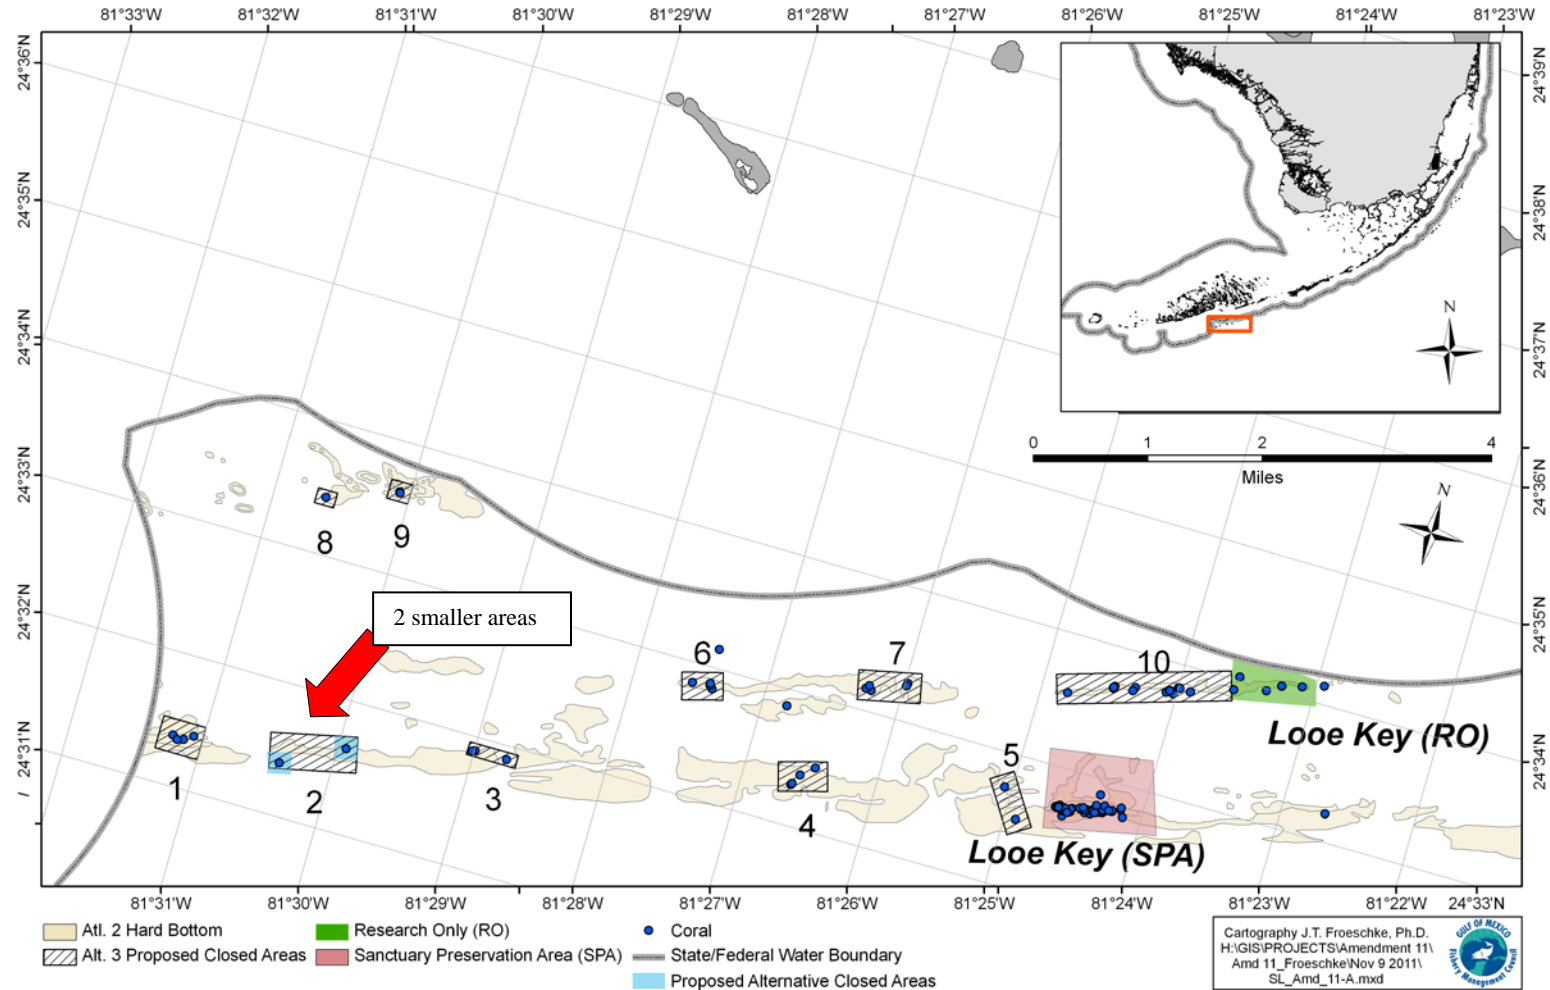 81°33'W 81°32'W 81°31'W 81°30'W 81°29'W 81°28'W 81°27'W 81°26'W 81°25'W 81°24'W 81°23'W
24°36'N
24°35'N
24°34'N
24°33'N
24°32'N
24°31'N
24°39'N
24°38'N
24°37'N
24°36'N
24°35'N
24°34'N
N
0 1 2 4
Miles
N
8 9
2 smaller areas
6 7 10
Looe Key (RO)
1 2 3 4 5
Looe Key (SPA)
81°31'W 81°30'W 81°29'W 81°28'W 81°27'W 81°26'W 81°25'W 81°24'W 81°23'W 81°22'W 24°33'N
Atl. 2 Hard Bottom
Alt. 3 Proposed Closed Areas
Research Only (RO)
Sanctuary Preservation Area (SPA)
Coral
State/Federal Water Boundary
Proposed Alternative Closed Areas
Cartography J.T. Froeschke, Ph.D.
H:\GIS\PROJECTS\Amendment 11\
Amd 11_Froeschke\Nov 9 2011\
SL_Amd_11-A.mxd
GULF OF MEXICO
Fishery Management Council